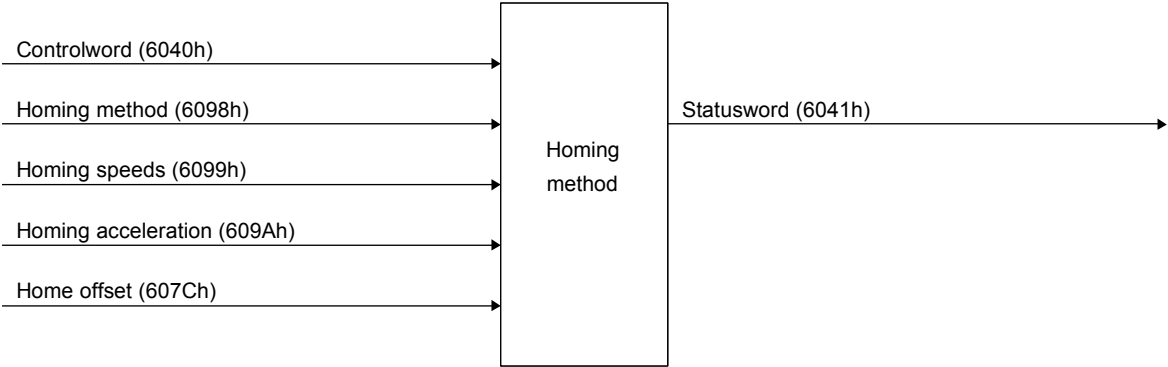 Controlword (6040h)
Homing method (6098h)
Statusword (6041h)
Homing speeds (6099h)
Homing
method
Homing acceleration (609Ah)
Home offset (607Ch)